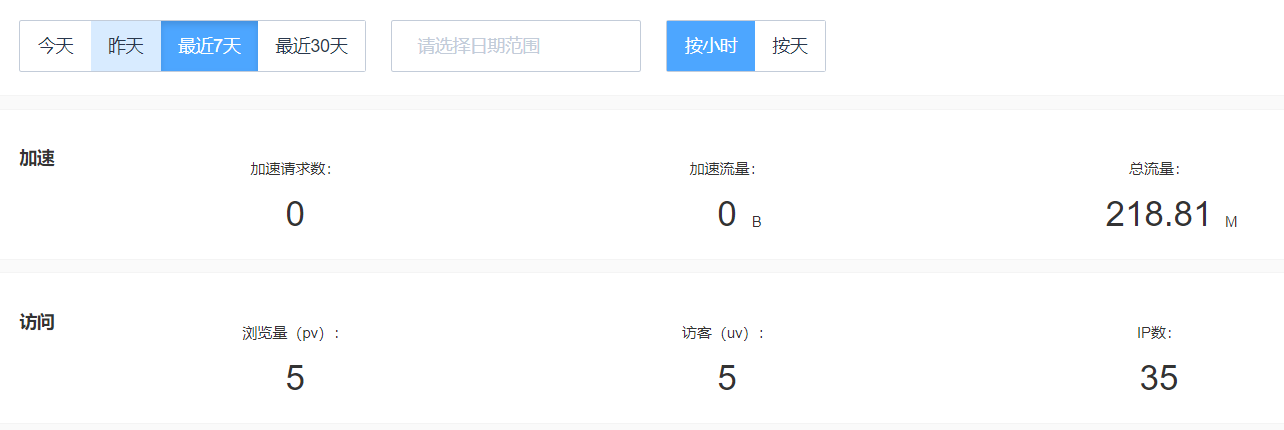 今天 昨天 最近7天 最近30天 请选择日期范围 按小时 按天
加速
加速请求数: 加速流量: 总流量:
0 0 B 218.81 M
访问
浏览量（pv）: 访客（uv）: IP数:
5 5 35